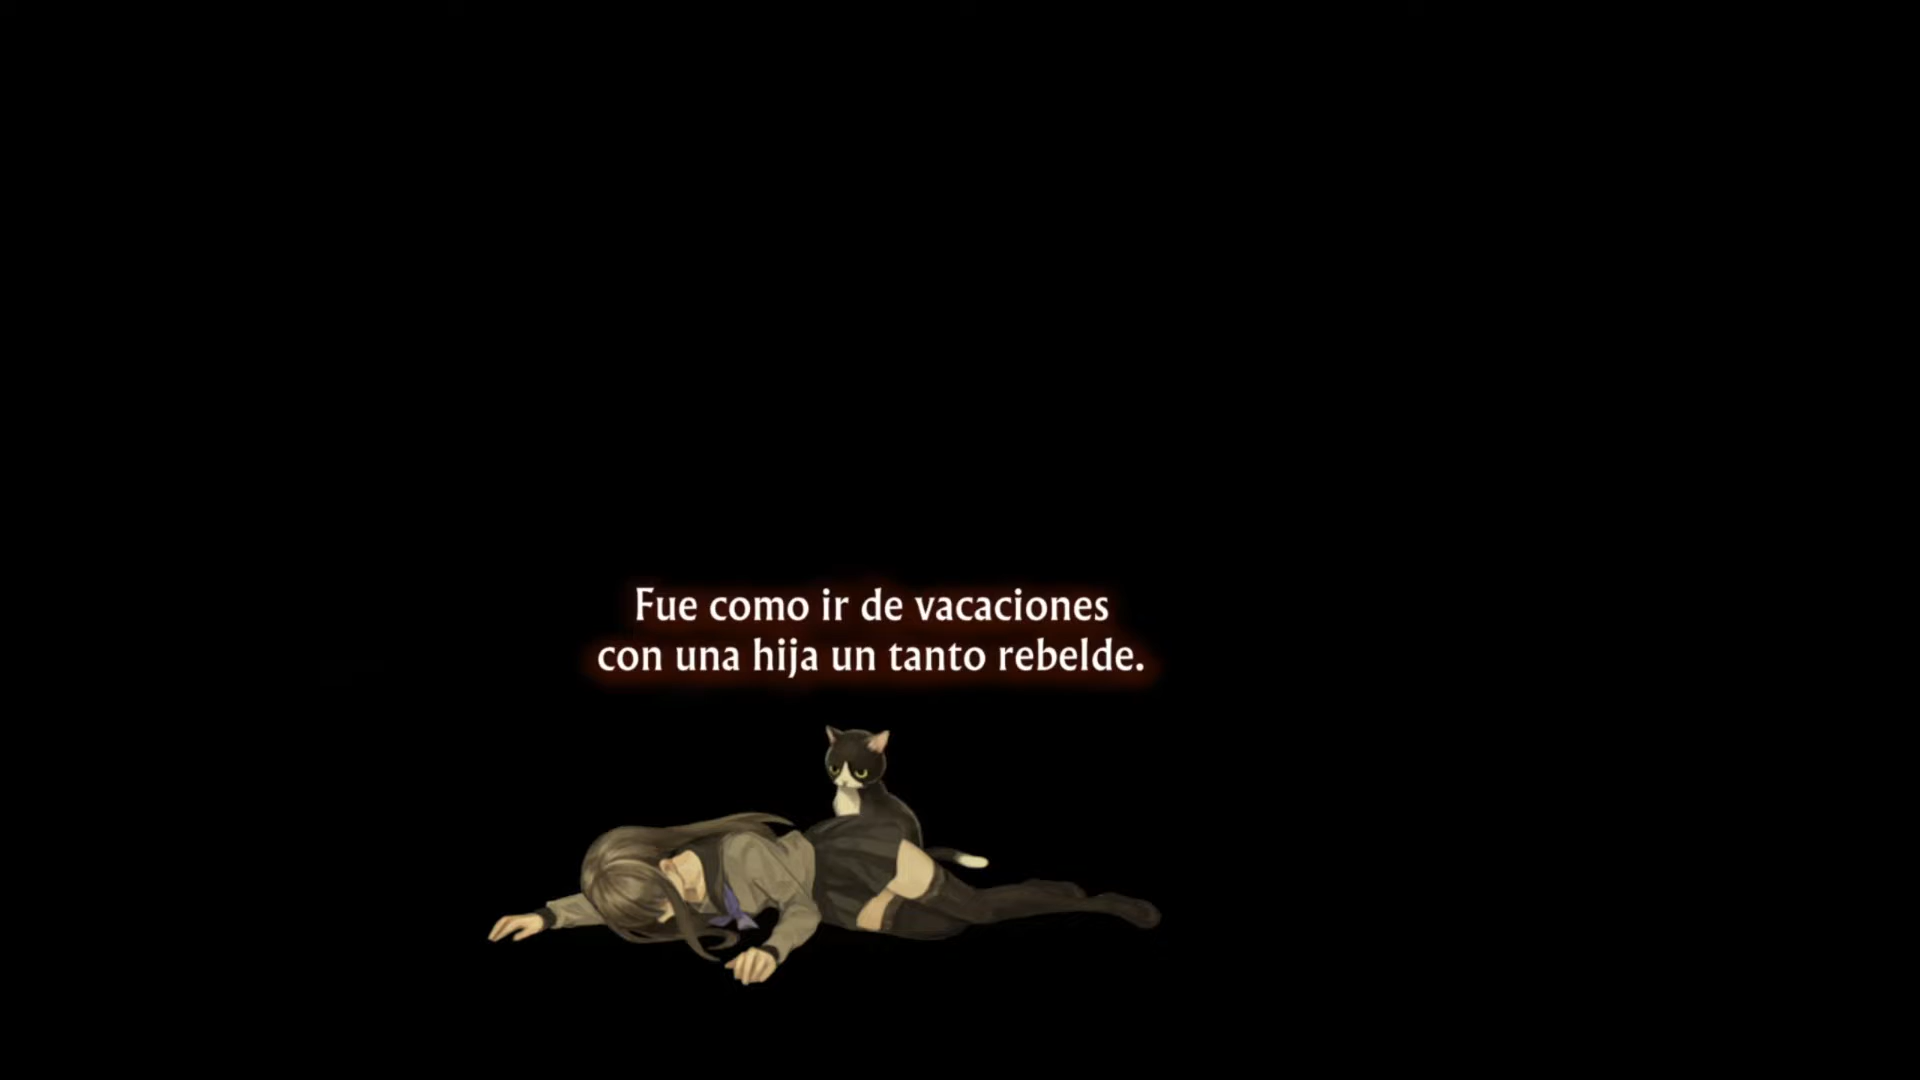 Fue como ir de vacaciones
con una hija un tanto rebelde.